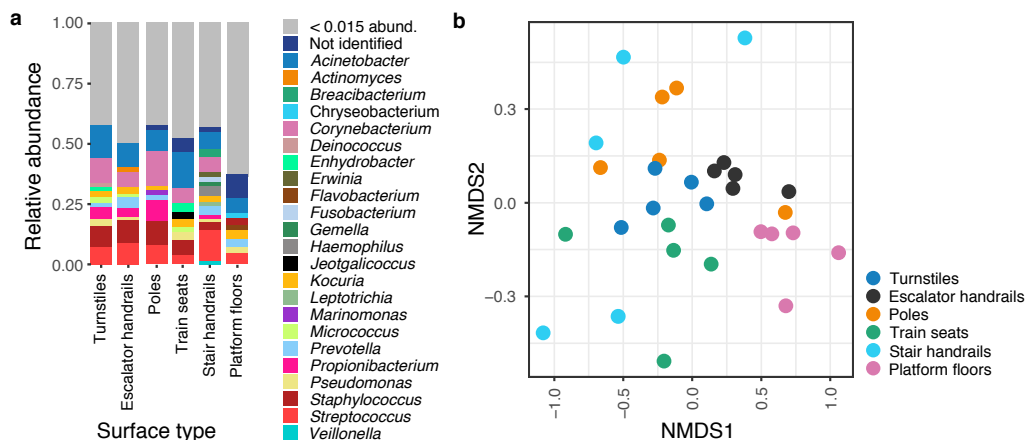 a
Relative abundance
1.00
0.75
0.50
0.25
0.00
Turnstiles
Escalator handrails
Poles
Train seats
Stair handrails
Platform floors
Surface type
< 0.015 abund.
Not identified
Acinetobacter
Actinomyces
Breacibacterium
Chryseobacterium
Corynebacterium
Deinococcus
Enhydrobacter
Erwinia
Flavobacterium
Fusobacterium
Gemella
Haemophilus
Jeotgalicoccus
Kocuria
Leptotrichia
Marinomonas
Micrococcus
Prevotella
Propionibacterium
Pseudomonas
Staphylococcus
Streptococcus
Veillonella
b
NMDS2
0.3
0.0
−0.3
−1.0
−0.5
0.0
0.5
1.0
NMDS1
Turnstiles
Escalator handrails
Poles
Train seats
Stair handrails
Platform floors